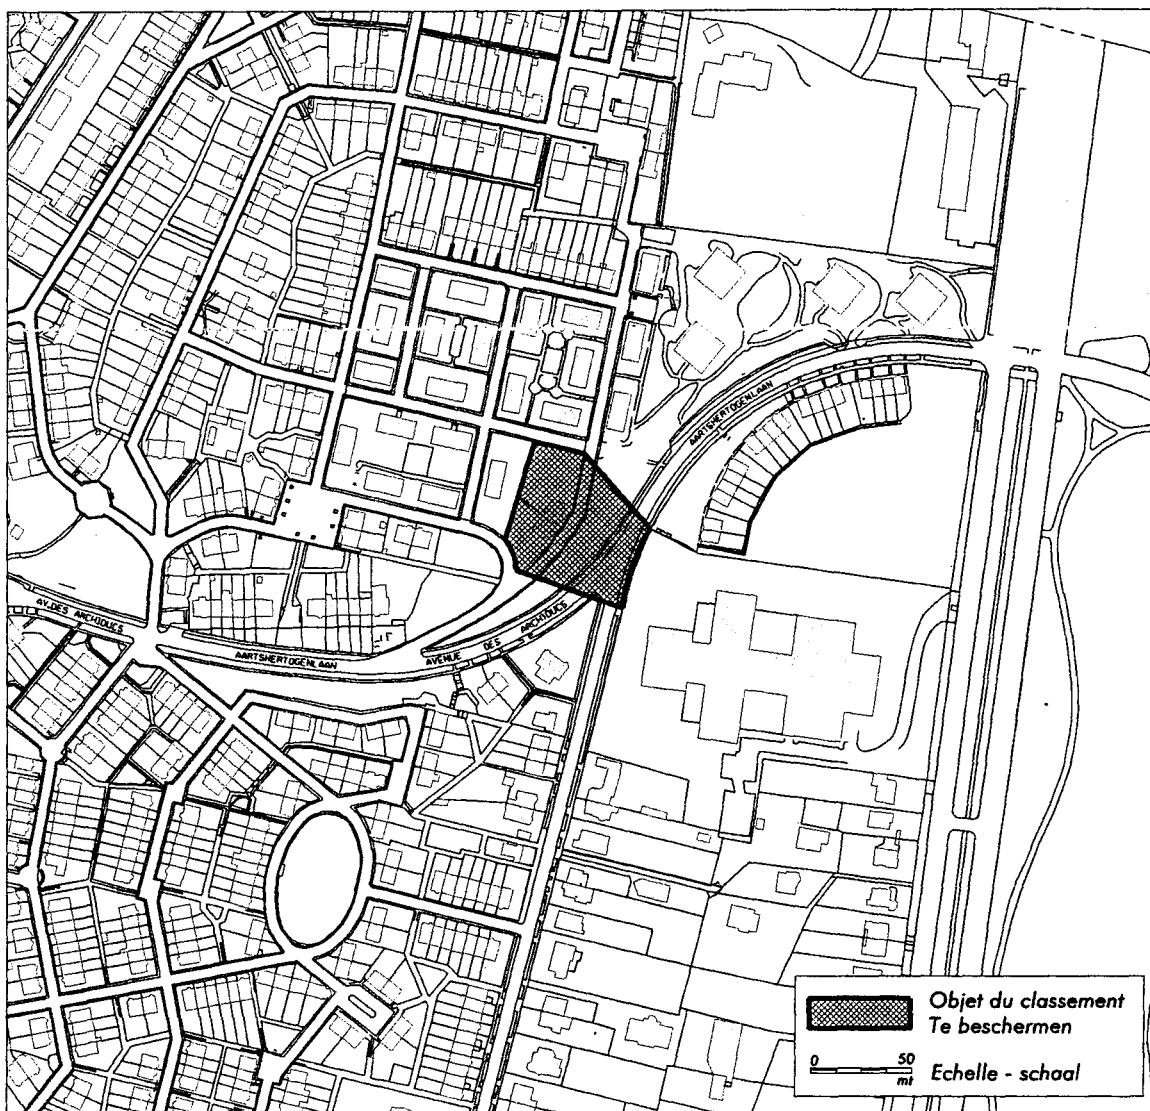 AARTSHERTOGENLAAN
AV. DES ARCHIDUCS
AARTSHERTOGENLAAN
AVENUE DES ARCHIDUCS
Objet du classement
Te beschermen
0 50
mt
Echelle - schaal